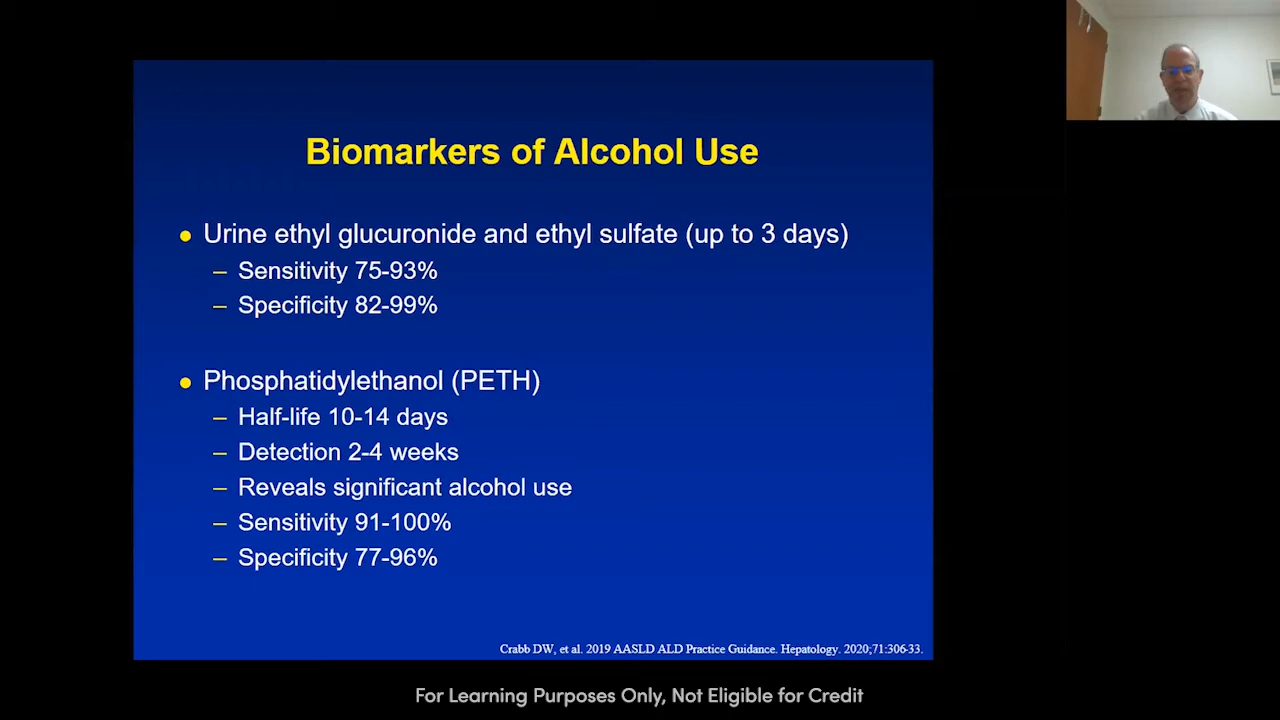 Biomarkers of Alcohol Use
● Urine ethyl glucuronide and ethyl sulfate (up to 3 days)
– Sensitivity 75-93%
– Specificity 82-99%
● Phosphatidylethanol (PETH)
– Half-life 10-14 days
– Detection 2-4 weeks
– Reveals significant alcohol use
– Sensitivity 91-100%
– Specificity 77-96%
Crabb DW, et al. 2019 AASLD ALD Practice Guidance. Hepatology. 2020;71:306-33.
For Learning Purposes Only, Not Eligible for Credit